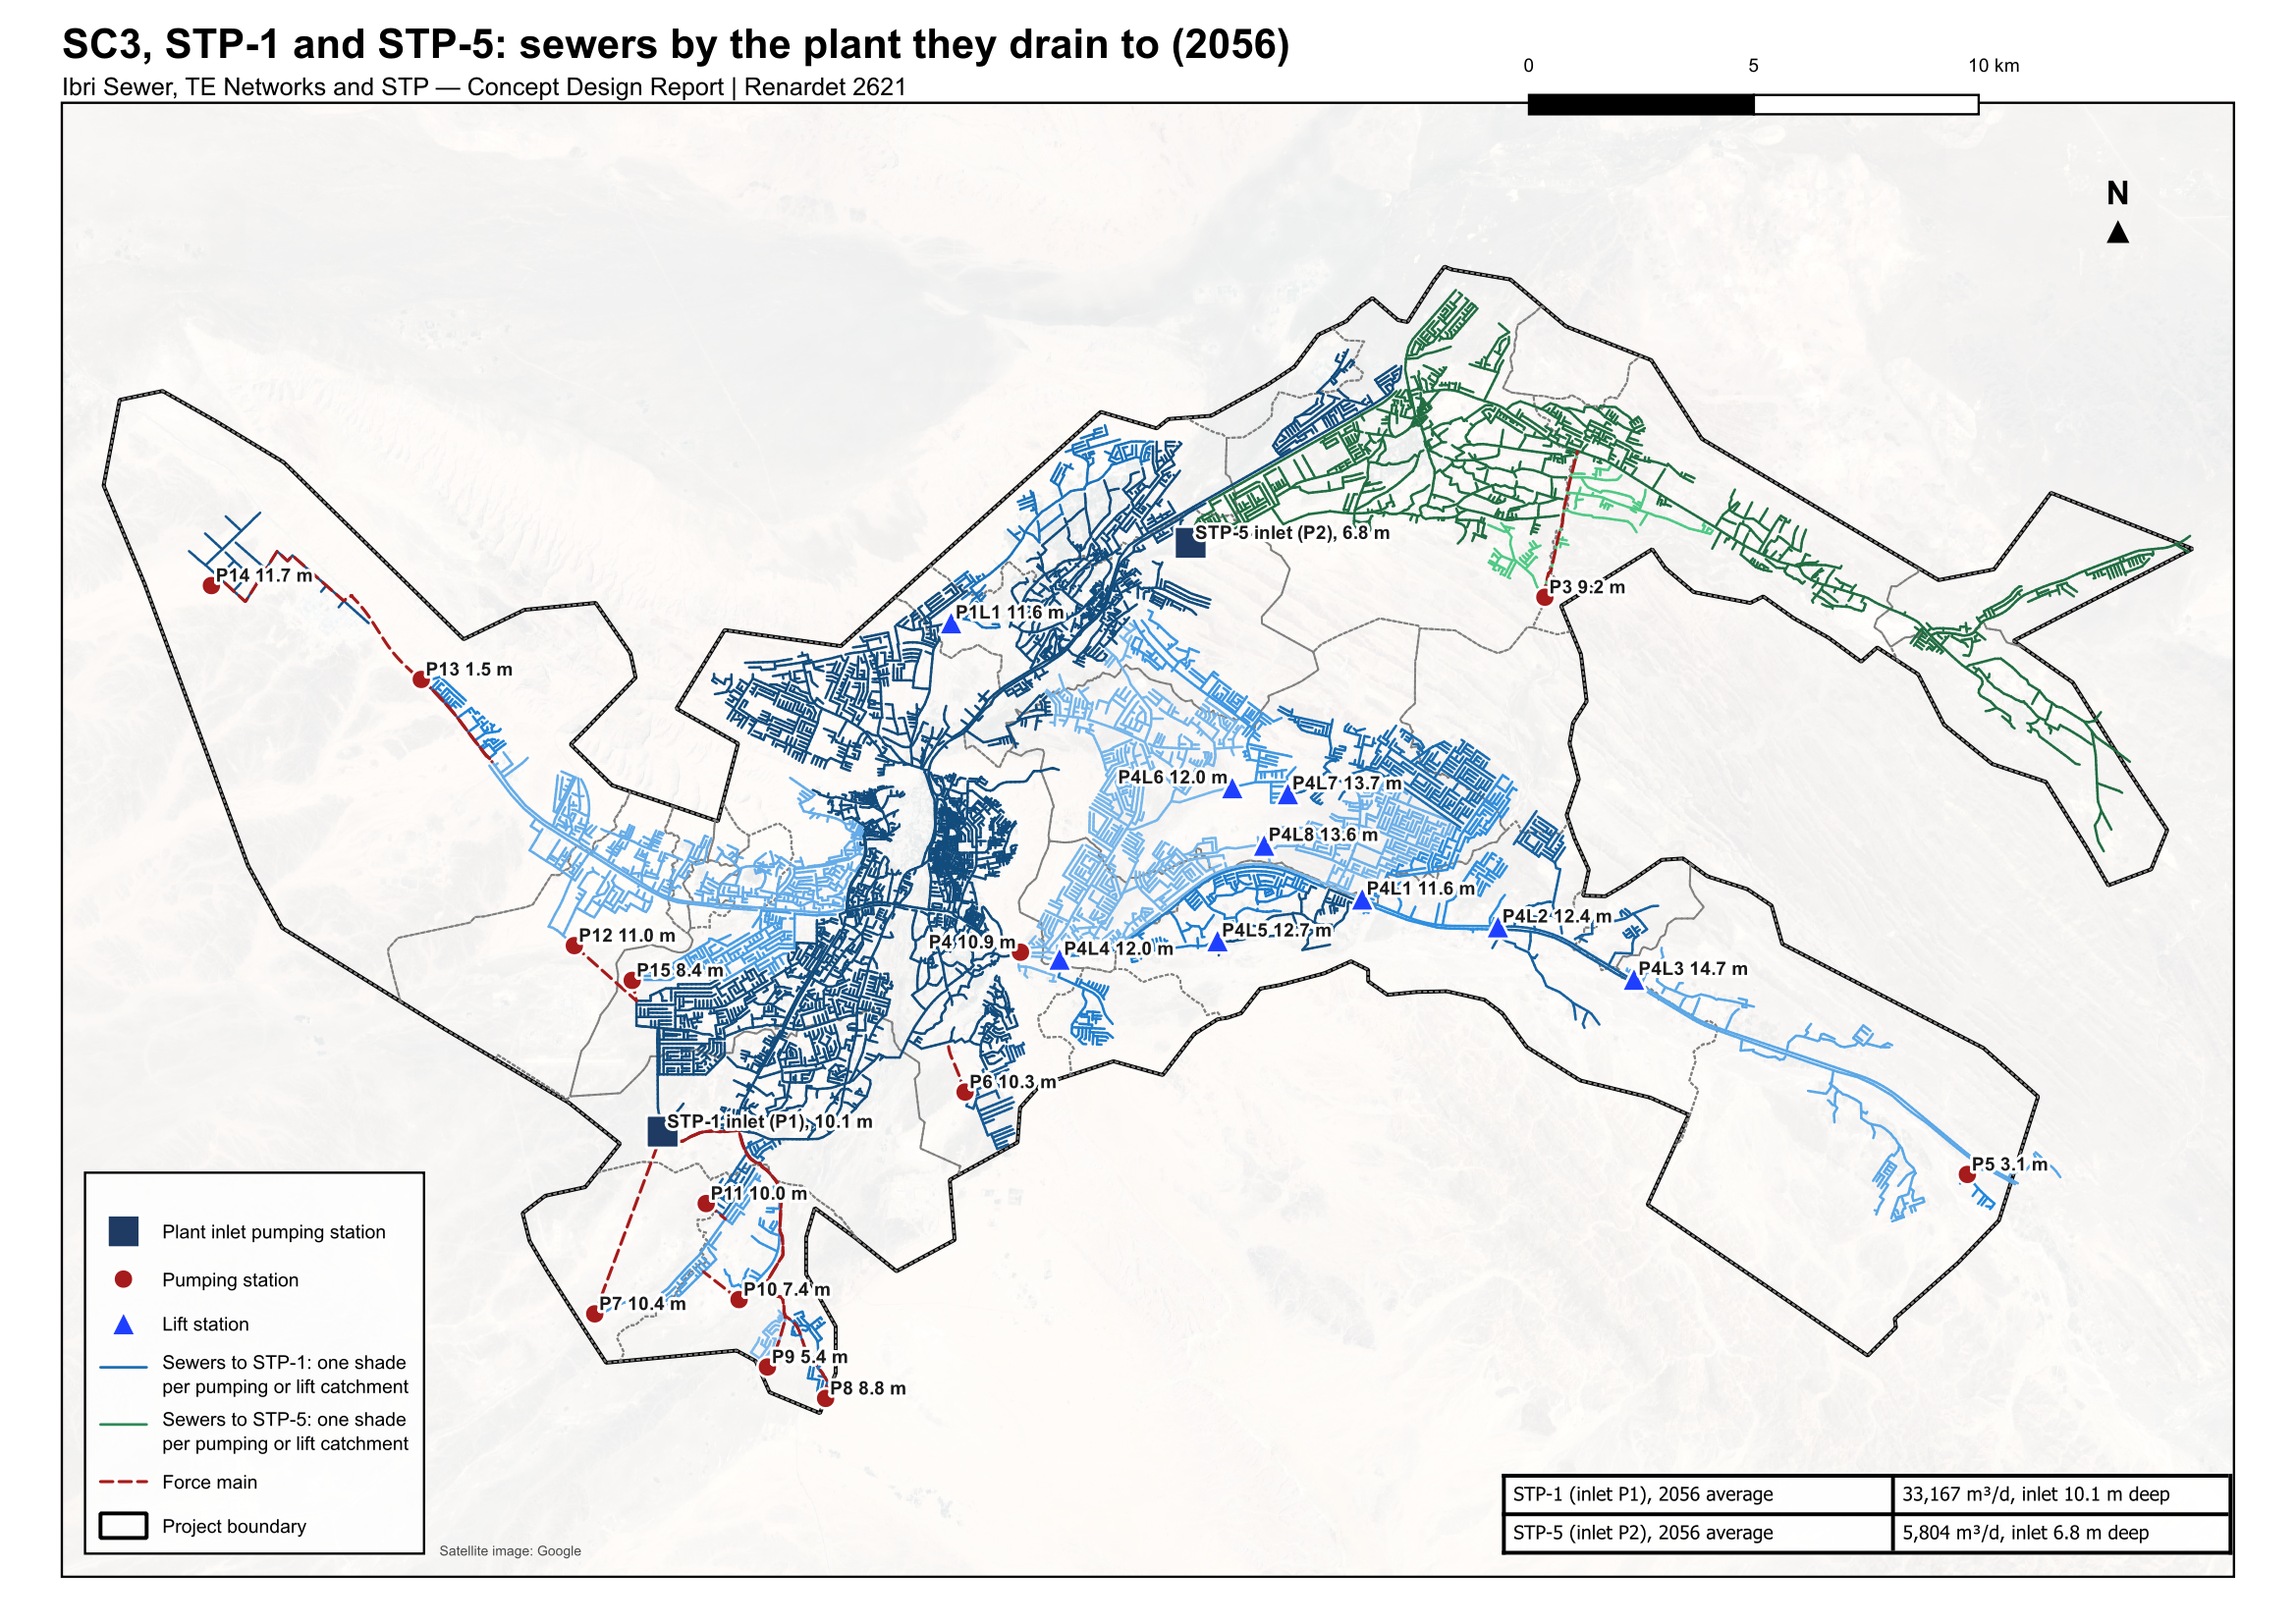 SC3, STP-1 and STP-5: sewers by the plant they drain to (2056)
Ibri Sewer, TE Networks and STP — Concept Design Report | Renardet 2621
0 5 10 km
N
STP-5 inlet (P2), 6.8 m
P14 11.7 m
P3 9.2 m
P1L1 11.6 m
P13 1.5 m
P4L6 12.0 m
P4L7 13.7 m
P4L8 13.6 m
P4L1 11.6 m
P4L2 12.4 m
P12 11.0 m
P4 10.9 m
P4L5 12.7 m
P4L4 12.0 m
P15 8.4 m
P4L3 14.7 m
P6 10.3 m
STP-1 inlet (P1), 10.1 m
P5 3.1 m
P11 10.0 m
P10 7.4 m
P7 10.4 m
P9 5.4 m
P8 8.8 m
Plant inlet pumping station
Pumping station
Lift station
Sewers to STP-1: one shade
per pumping or lift catchment
Sewers to STP-5: one shade
per pumping or lift catchment
Force main
Project boundary
Satellite image: Google
STP-1 (inlet P1), 2056 average 33,167 m³/d, inlet 10.1 m deep
STP-5 (inlet P2), 2056 average 5,804 m³/d, inlet 6.8 m deep